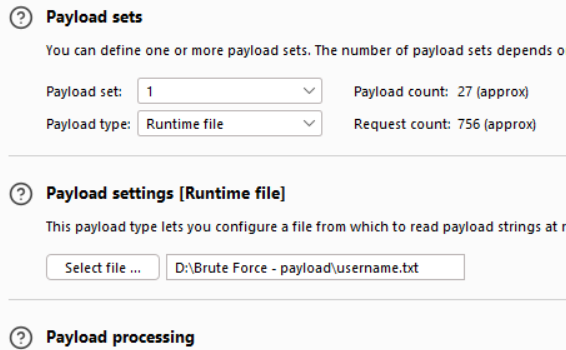 Payload sets
You can define one or more payload sets. The number of payload sets depends o
Payload set: 1 Payload count: 27 (approx)
Payload type: Runtime file Request count: 756 (approx)
Payload settings [Runtime file]
This payload type lets you configure a file from which to read payload strings at r
Select file ... D:\Brute Force - payload\username.txt
Payload processing